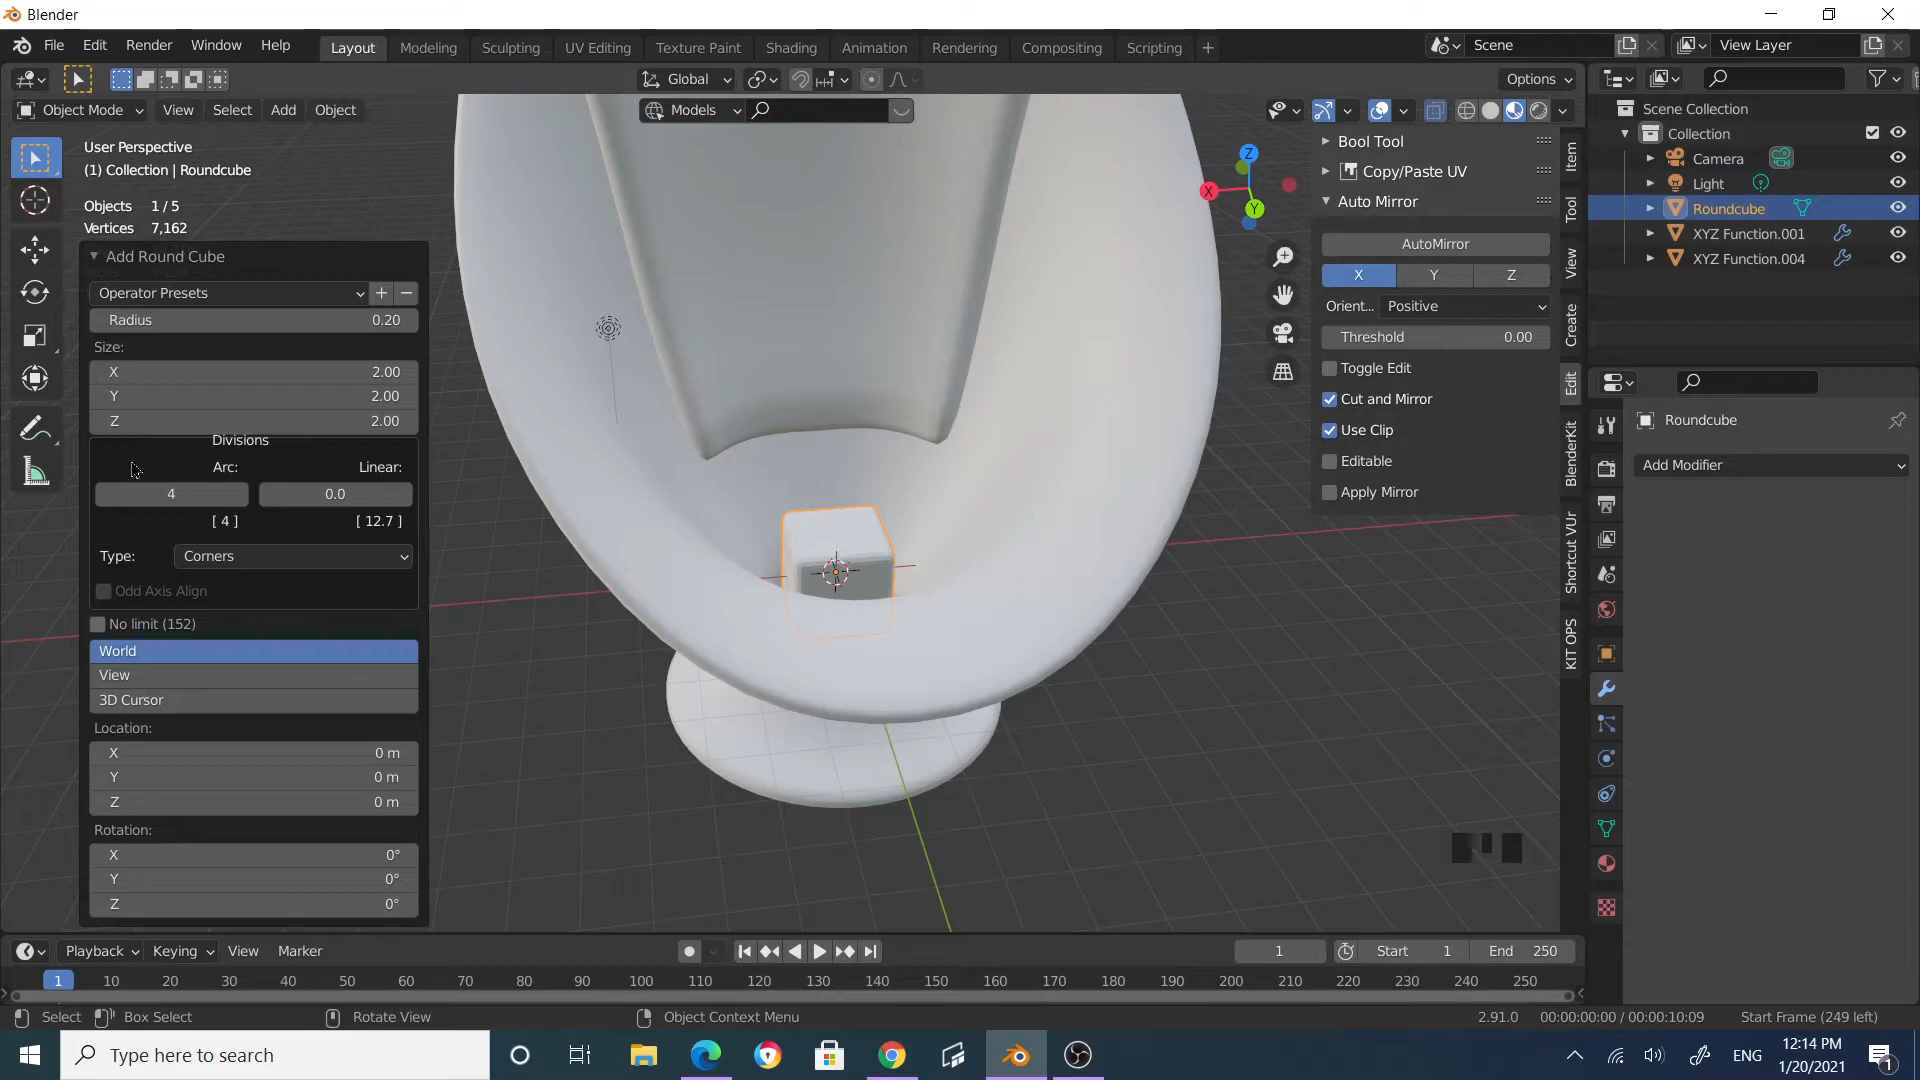 Blender
File Edit Render Window Help
Layout Modeling Sculpting UV Editing Texture Paint Shading Animation Rendering Compositing Scripting +
Scene
View Layer
Global
Options
Object Mode View Select Add Object
Models
User Perspective
(1) Collection | Roundcube
Objects 1 / 5
Vertices 7,162
Add Round Cube
Operator Presets
Radius 0.20
Size:
X 2.00
Y 2.00
Z 2.00
Divisions
Arc: Linear:
4 0.0
[ 4 ] [ 12.7 ]
Type: Corners
Odd Axis Align
No limit (152)
World
View
3D Cursor
Location:
X 0 m
Y 0 m
Z 0 m
Rotation:
X 0°
Y 0°
Z 0°
Z
X
Y
Bool Tool
Copy/Paste UV
Auto Mirror
AutoMirror
X Y Z
Orient... Positive
Threshold 0.00
Toggle Edit
Cut and Mirror
Use Clip
Editable
Apply Mirror
Item
Tool
View
Create
Edit
BlenderKit
Shortcut VUr
KIT OPS
Scene Collection
Collection
Camera
Light
Roundcube
XYZ Function.001
XYZ Function.004
Roundcube
Add Modifier
Playback Keying View Marker
1 Start 1 End 250
1 10 20 30 40 50 60 70 80 90 100 110 120 130 140 150 160 170 180 190 200 210 220 230 240 250
Select Box Select Rotate View Object Context Menu
2.91.0 00:00:00:00 / 00:00:10:09 Start Frame (249 left)
Type here to search
ENG
12:14 PM
1/20/2021
1